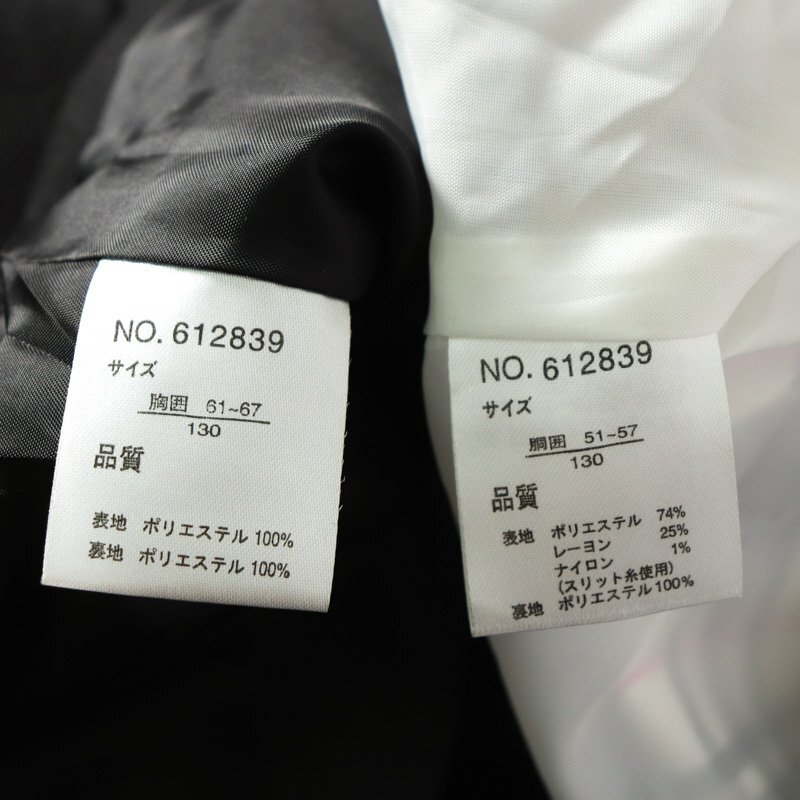 NO. 612839
サイズ
胸囲 61~67
130
品質
表地 ポリエステル 100%
裏地 ポリエステル 100%
NO. 612839
サイズ
胴囲 51~57
130
品質
表地 ポリエステル 74%
レーヨン 25%
ナイロン 1%
(スリット糸使用)
裏地 ポリエステル100%